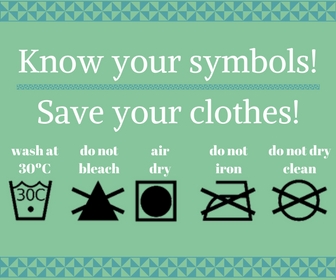 Know your symbols!
Save your clothes!
wash at do not air do not do not dry
30°C bleach dry iron clean
30C